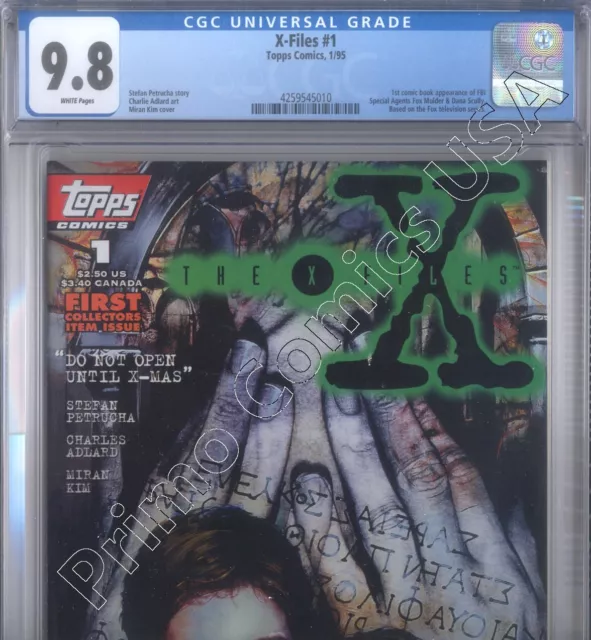 CGC UNIVERSAL GRADE
9.8
WHITE Pages
X-Files #1
Topps Comics, 1/95
Stefan Petrucha story
Charlie Adlard art
Miran Kim cover
4259545010
1st comic book appearance of FBI
Special Agents Fox Mulder & Dana Scully
Based on the Fox television
CGC
topps
COMICS
1
$2.50 US
$3.40 CANADA
FIRST
COLLECTORS
ITEM ISSUE
X
THE X FILES™
"DO NOT OPEN
UNTIL X-MAS"
STEFAN
PETRUCHA
CHARLES
ADLARD
MIRAN
KIM
Primo Comics USA